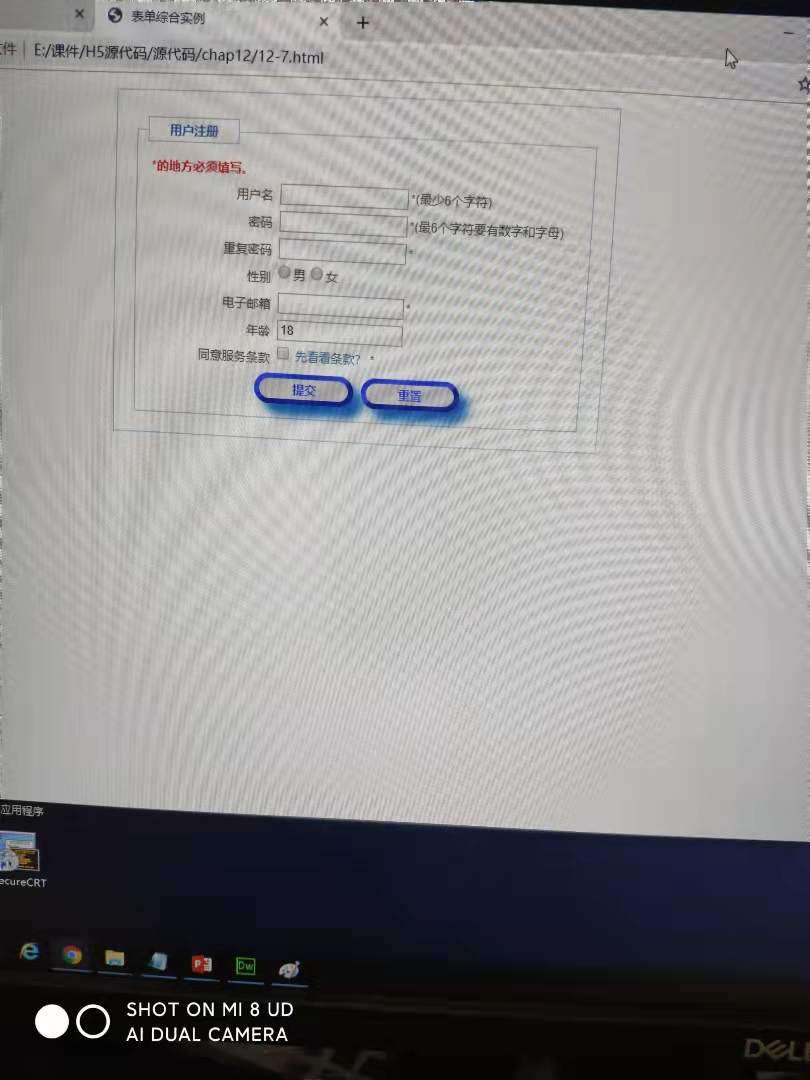 表单综合实例
件 E:/课件/H5源代码/源代码/chap12/12-7.html
用户注册
*的地方必须填写。
用户名 *(最少6个字符)
密码 *(最6个字符要有数字和字母)
重复密码 *
性别 男 女
电子邮箱 *
年龄 18
同意服务条款 先看看条款? *
提交 重置
应用程序
ecureCRT
P
Dw
SHOT ON MI 8 UD
AI DUAL CAMERA
DELL